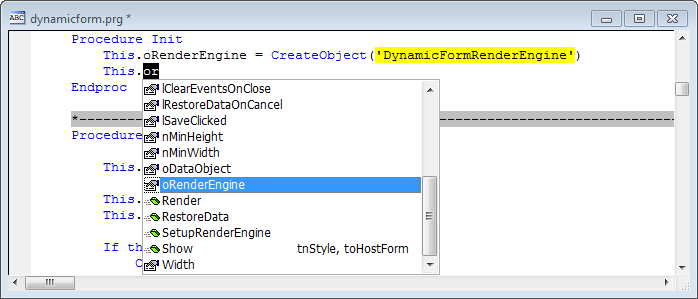 ABC dynamicform.prg *
Procedure Init
This.oRenderEngine = CreateObject('DynamicFormRenderEngine')
This.or
Endproc
lClearEventsOnClose
lRestoreDataOnCancel
*--------------------------------------------------------------------------------
lSaveClicked
Procedure
nMinHeight
nMinWidth
This.
oDataObject
oRenderEngine
This.
Render
This.
RestoreData
SetupRenderEngine
If th
Show tnStyle, toHostForm
C
Width